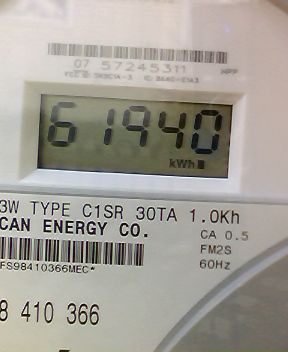 07 57245311
61940
kWh
3W TYPE C1SR 30TA 1.0Kh
CAN ENERGY CO.
CA 0.5
FM2S
60Hz
FS98410366MEC*
8 410 366